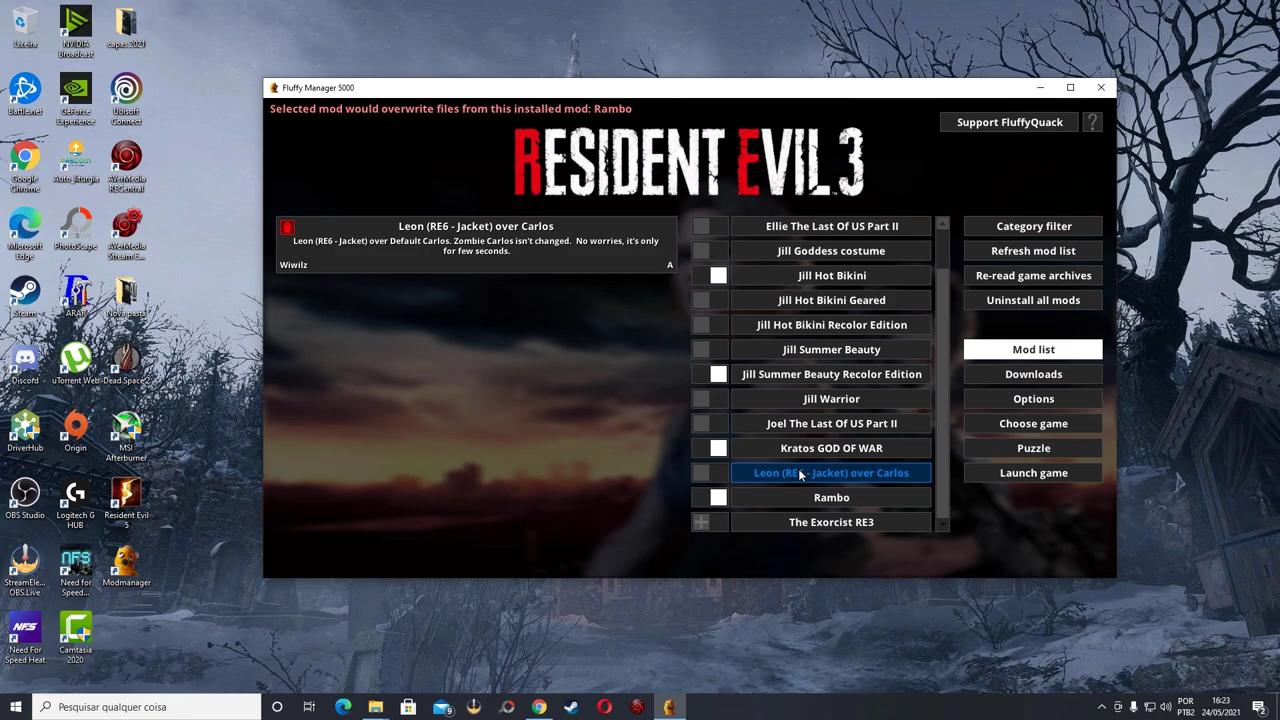 Lixeira
NVIDIA
Broadcast
capas 2021
Battle.net
GeForce
Experience
Ubisoft
Connect
Google
Chrome
Auto_liturgia
AVerMedia
RECentral
Microsoft
Edge
PhotoScape
AVerMedia
Stream E...
Steam
ARAR
Nova pasta
Discord
uTorrent Web
Dead Space 2
DriverHub
Origin
MSI
Afterburner
OBS Studio
Logitech G
HUB
Resident Evil
5
StreamEle...
OBS.Live
Need for
Speed...
Modmanager
NFS
Need For
Speed Heat
Camtasia
2020
Fluffy Manager 5000
Selected mod would overwrite files from this installed mod: Rambo
Support FluffyQuack
?
RESIDENT EVIL 3
Leon (RE6 - Jacket) over Carlos
Leon (RE6 - Jacket) over Default Carlos. Zombie Carlos isn't changed. No worries, it's only
for few seconds.
Wiwilz
A
Ellie The Last Of US Part II
Jill Goddess costume
Jill Hot Bikini
Jill Hot Bikini Geared
Jill Hot Bikini Recolor Edition
Jill Summer Beauty
Jill Summer Beauty Recolor Edition
Jill Warrior
Joel The Last Of US Part II
Kratos GOD OF WAR
Leon (RE6 - Jacket) over Carlos
Rambo
The Exorcist RE3
Category filter
Refresh mod list
Re-read game archives
Uninstall all mods
Mod list
Downloads
Options
Choose game
Puzzle
Launch game
Pesquisar qualquer coisa
POR
PTB2
16:23
24/05/2021
2